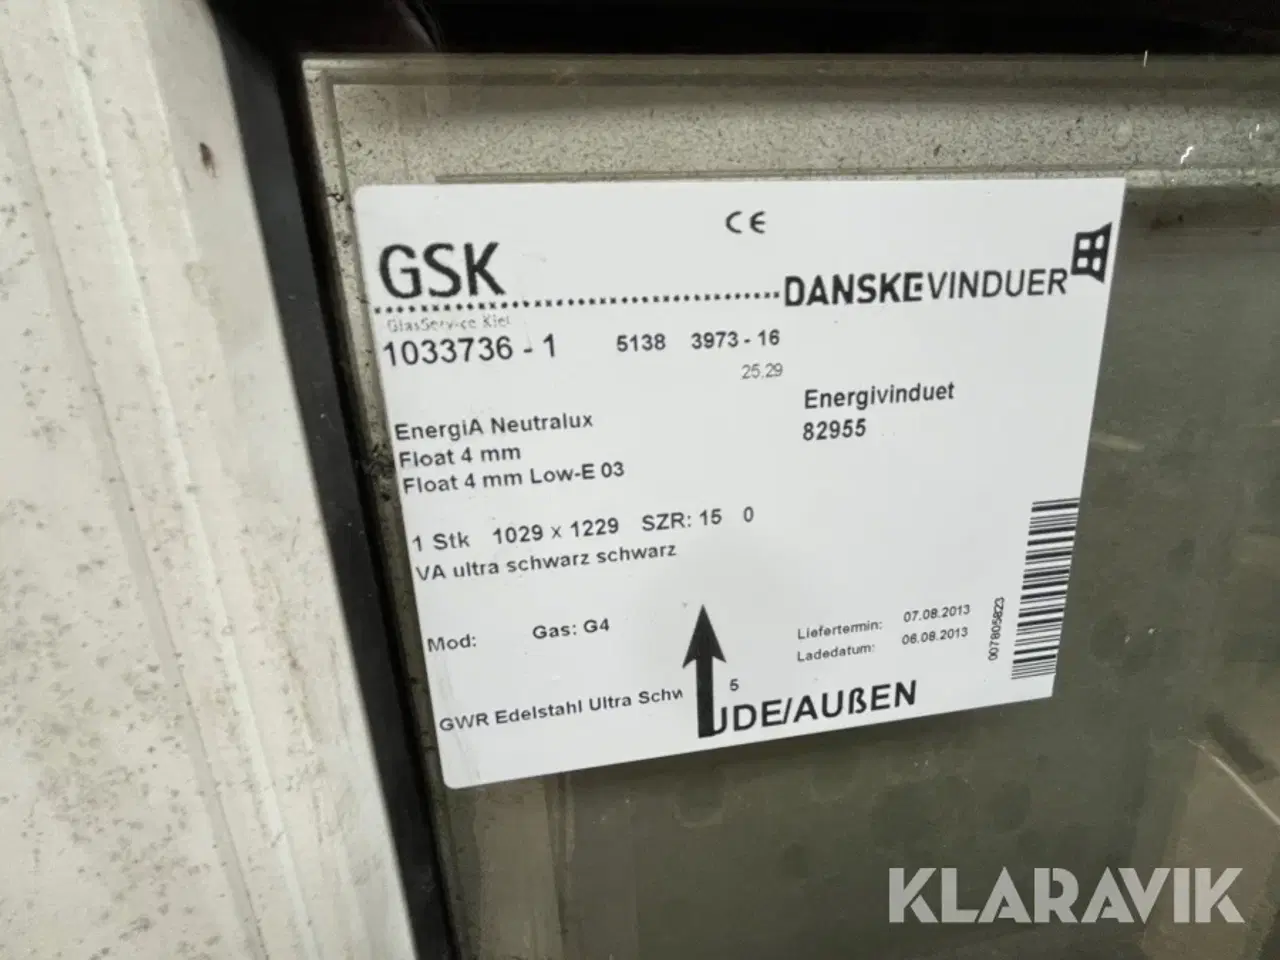 CE
GSK
DANSKEVINDUER
GlasService Kiel
1033736 - 1 5138 3973 - 16
25,29
EnergiA Neutralux
Float 4 mm
Float 4 mm Low-E 03
Energivinduet
82955
1 Stk 1029 x 1229 SZR: 15 0
VA ultra schwarz schwarz
Mod: Gas: G4
Liefertermin: 07.08.2013
Ladedatum: 06.08.2013
007805823
GWR Edelstahl Ultra Schw 5
UDE/AUßEN
KLARAVIK